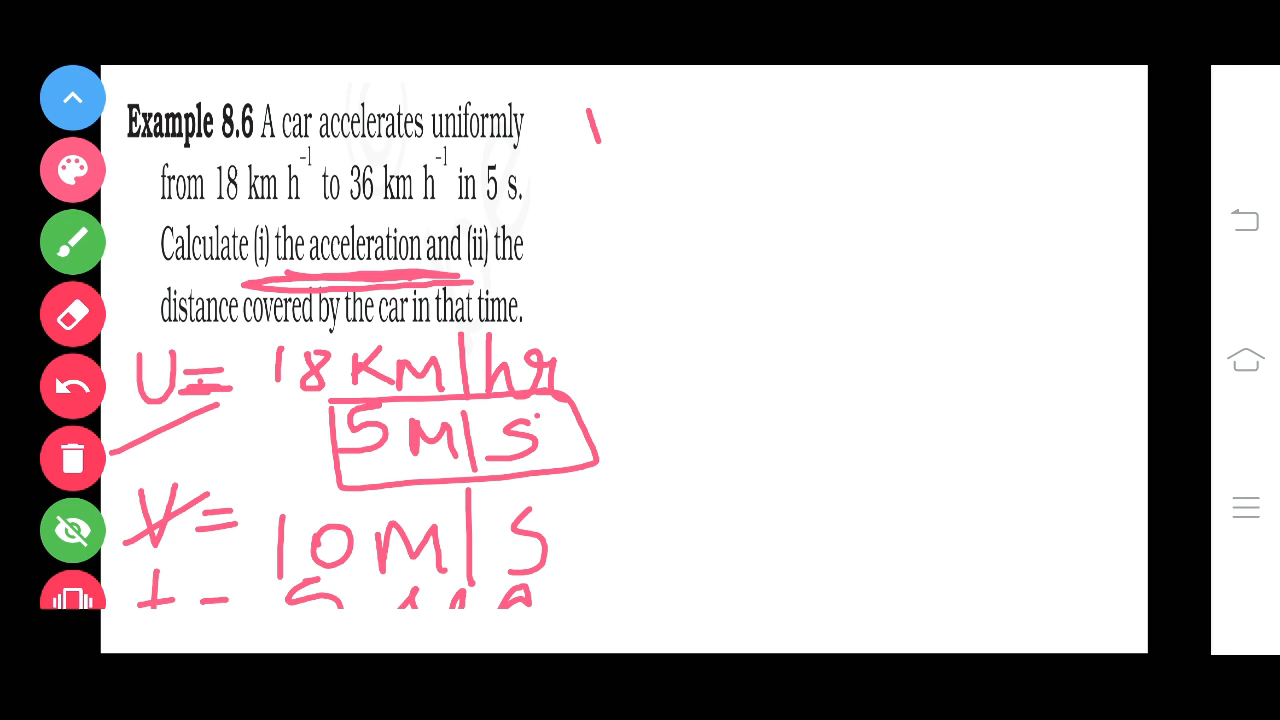 Example 8.6 A car accelerates uniformly
from 18 km h⁻¹ to 36 km h⁻¹ in 5 s.
Calculate (i) the acceleration and (ii) the
distance covered by the car in that time.
U = 18 KM/hr
5 M/S
V = 10 M/S
t =